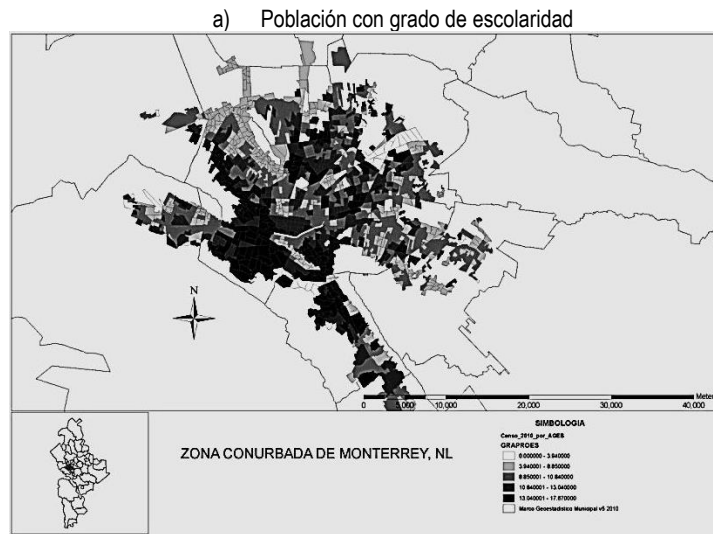 a) Población con grado de escolaridad
N
0 5,000 10,000 20,000 30,000 40,000
Meter
ZONA CONURBADA DE MONTERREY, NL
SIMBOLOGIA
Censo_2010_por_AGEB
GRAPROES
0.000000 - 3.940000
3.940001 - 8.850000
8.850001 - 10.840000
10.840001 - 13.040000
13.040001 - 17.870000
Marco Geoestadistico Municipal v5 2010